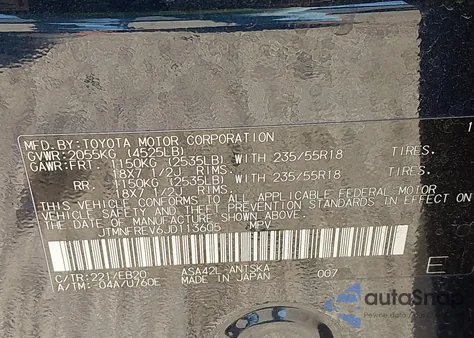 MFD.BY:TOYOTA MOTOR CORPORATION
GVWR:2055KG (4525LB)
GAWR:FRT. 1150KG (2535LB) WITH 235/55R18 TIRES.
18X7 1/2J RIMS.
RR. 1150KG (2535LB) WITH 235/55R18 TIRES.
18X7 1/2J RIMS.
THIS VEHICLE CONFORMS TO ALL APPLICABLE FEDERAL MOTOR
VEHICLE SAFETY AND THEFT PREVENTION STANDARDS IN EFFECT ON
THE DATE OF MANUFACTURE SHOWN ABOVE.
JTMNFREV6JD113605 MPV
C/TR:221/EB20 ASA42L-ANTSKA
A/TM:-04A/U760E MADE IN JAPAN 007 E
autoSnap